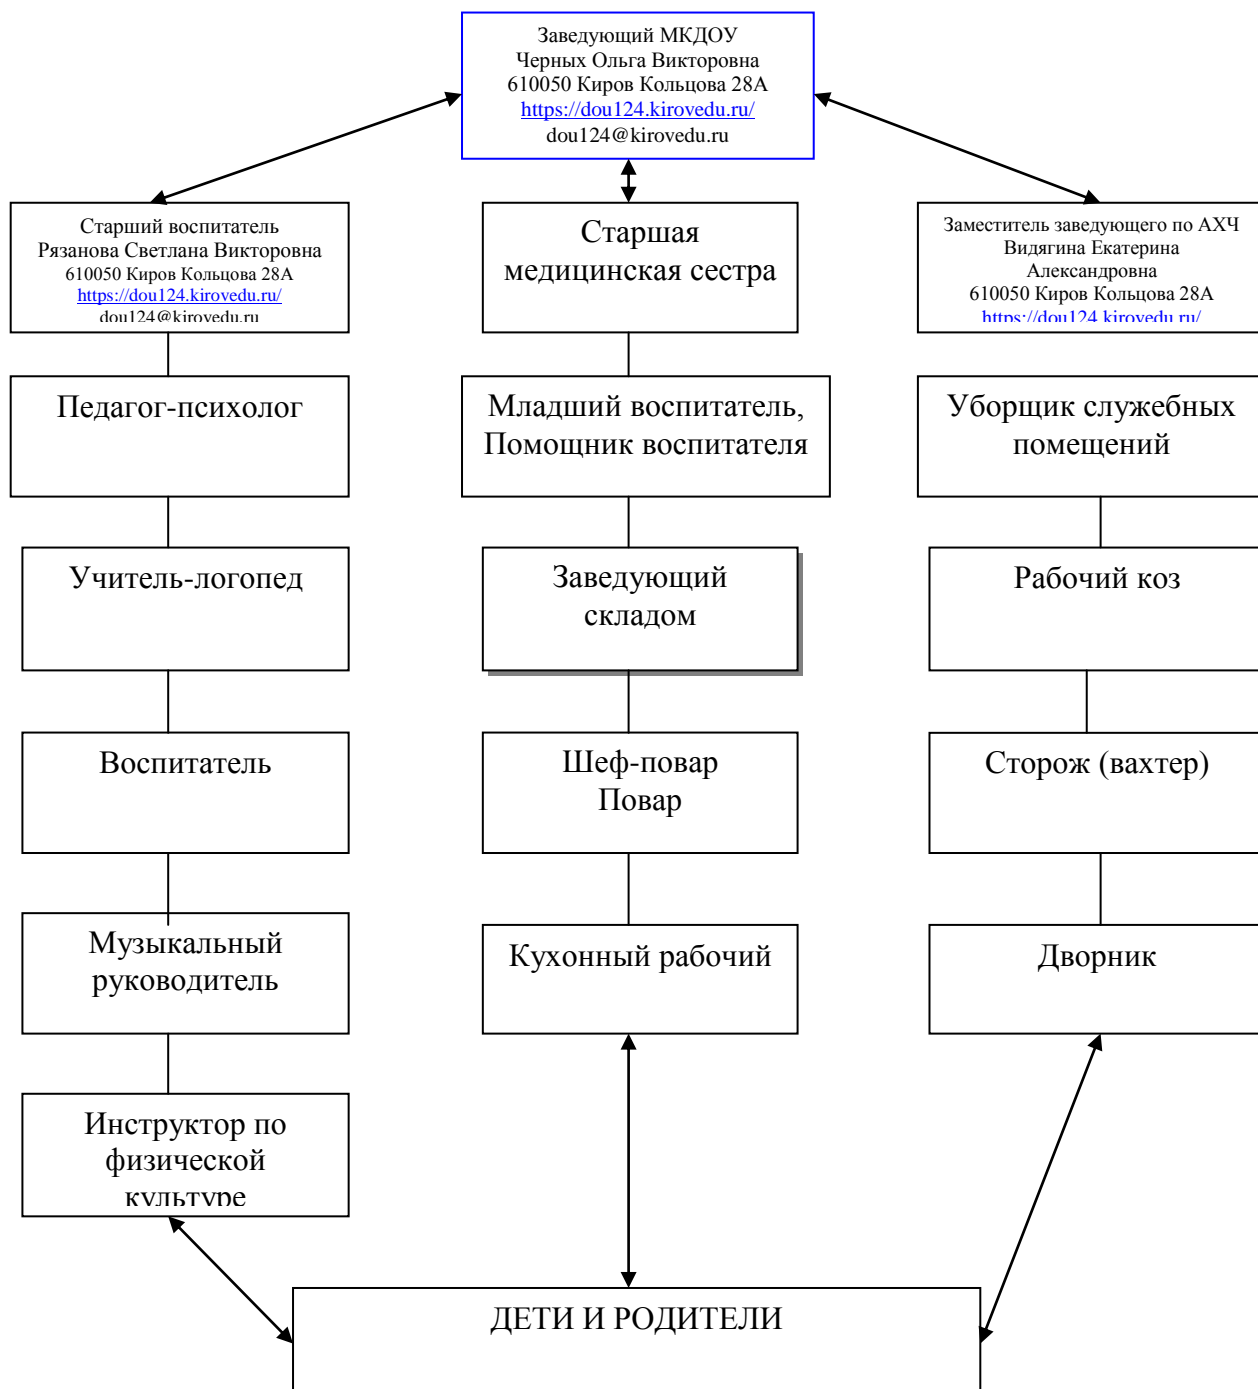 Заведующий МКДОУ
Черных Ольга Викторовна
610050 Киров Кольцова 28А
https://dou124.kirovedu.ru/
dou124@kirovedu.ru
Старший воспитатель
Рязанова Светлана Викторовна
610050 Киров Кольцова 28А
https://dou124.kirovedu.ru/
dou124@kirovedu.ru
Старшая
медицинская сестра
Заместитель заведующего по АХЧ
Видягина Екатерина
Александровна
610050 Киров Кольцова 28А
https://dou124.kirovedu.ru/
Педагог-психолог
Младший воспитатель,
Помощник воспитателя
Уборщик служебных
помещений
Учитель-логопед
Заведующий
складом
Рабочий коз
Воспитатель
Шеф-повар
Повар
Сторож (вахтер)
Музыкальный
руководитель
Кухонный рабочий
Дворник
Инструктор по
физической
культуре
ДЕТИ И РОДИТЕЛИ